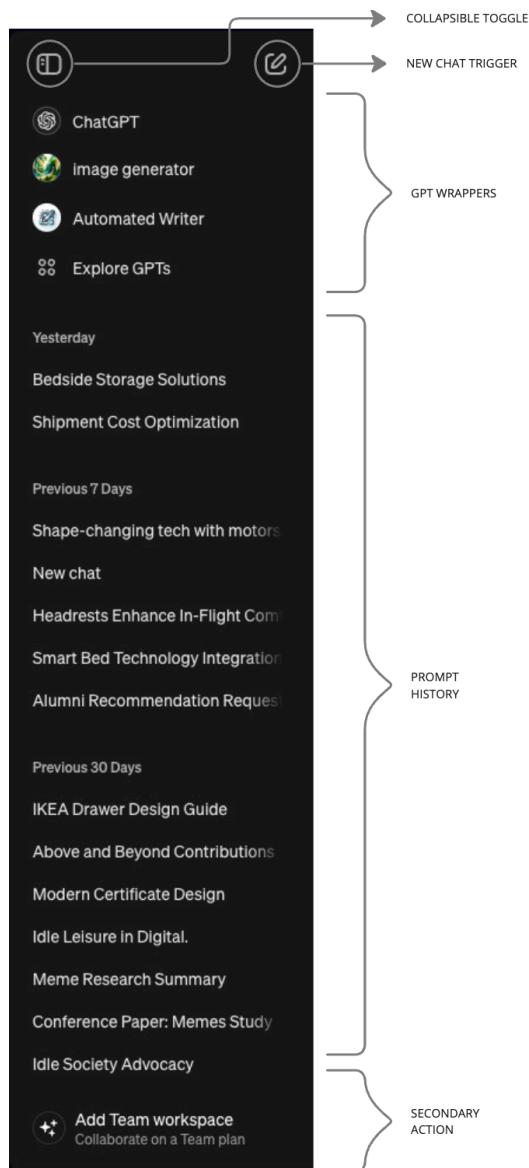 COLLAPSIBLE TOGGLE
NEW CHAT TRIGGER
ChatGPT
image generator
Automated Writer
Explore GPTs
GPT WRAPPERS
Yesterday
Bedside Storage Solutions
Shipment Cost Optimization
Previous 7 Days
Shape-changing tech with motors
New chat
Headrests Enhance In-Flight Com
Smart Bed Technology Integration
Alumni Recommendation Request
PROMPT
HISTORY
Previous 30 Days
IKEA Drawer Design Guide
Above and Beyond Contributions
Modern Certificate Design
Idle Leisure in Digital.
Meme Research Summary
Conference Paper: Memes Study
Idle Society Advocacy
Add Team workspace
Collaborate on a Team plan
SECONDARY
ACTION